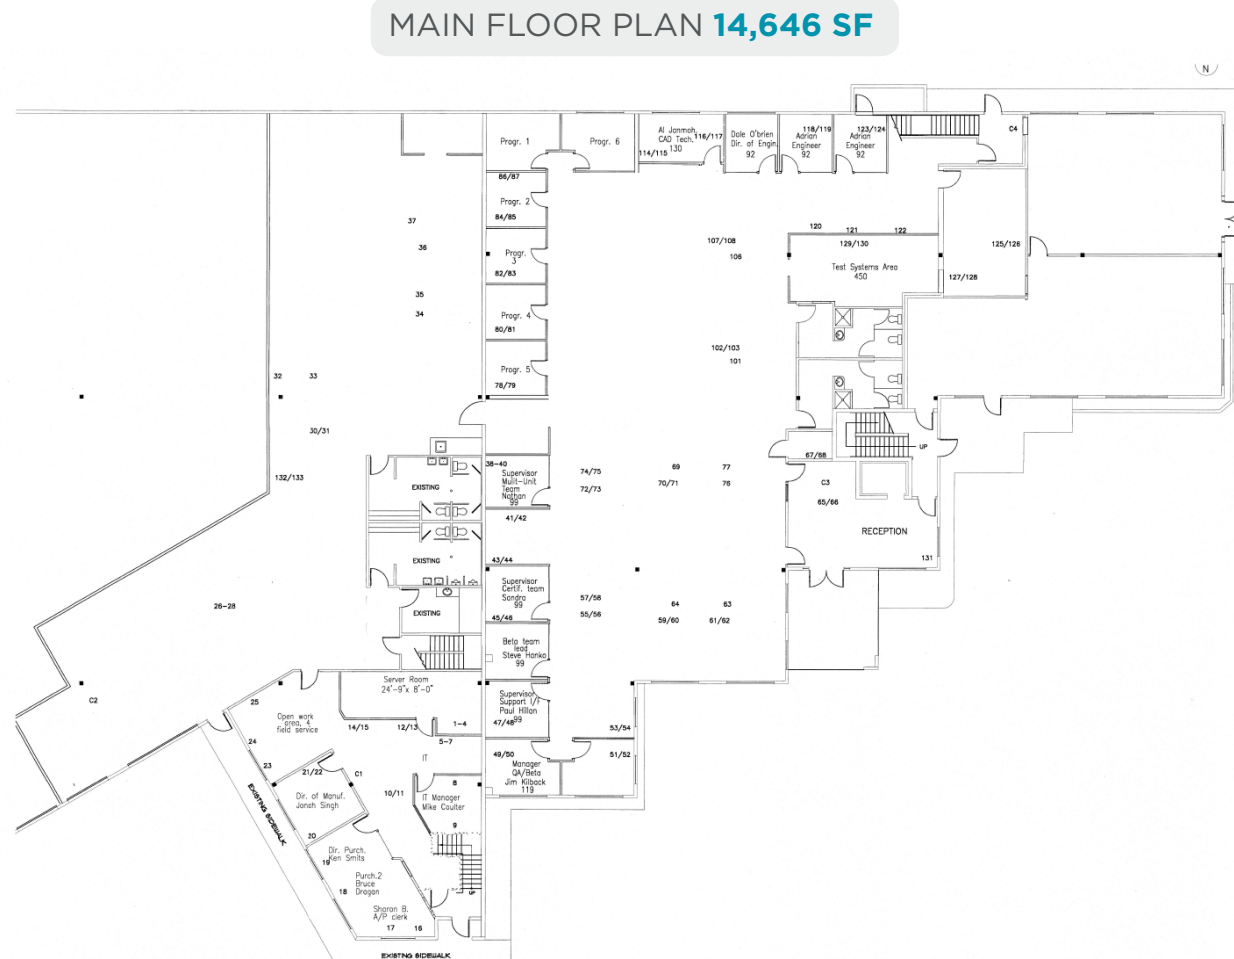 MAIN FLOOR PLAN 14,646 SF
N
Progr. 1
Progr. 6
Al Janmoh.
CAD Tech.
130
116/117
114/115
Dale O'brien
Dir. of Engin.
92
118/119
Adrian
Engineer
92
123/124
Adrian
Engineer
92
C4
86/87
Progr. 2
84/85
37
36
Progr.
3
82/83
107/108
106
120
121
122
129/130
Test Systems Area
450
125/126
127/128
35
34
Progr. 4
80/81
102/103
101
32
33
Progr. 5
78/79
30/31
132/133
UP
67/68
38-40
Supervisor
Mulit-Unit
Team
Nathan
99
74/75
72/73
69
70/71
77
76
C3
65/66
RECEPTION
131
EXISTING
41/42
43/44
EXISTING
Supervisor
Certif. team
Sandra
99
45/46
57/58
55/56
64
59/60
63
61/62
26-28
EXISTING
Beta team
lead
Steve Hanko
99
C2
Server Room
24'-9"x 8'-0"
25
Open work
area, 4
field service
14/15
12/13
1-4
Supervisor
Support I/F
Paul Hillan
47/48
99
53/54
24
23
5-7
IT
49/50
Manager
QA/Beta
Jim Kilback
119
51/52
21/22
C1
Dir. of Manuf.
Jonah Singh
10/11
8
IT Manager
Mike Coulter
9
EXISTING SIDEWALK
20
Dir. Purch.
Ken Smits
19
Purch.2
Bruce
Dragan
18
UP
Sharon B.
A/P clerk
17
16
EXISTING SIDEWALK